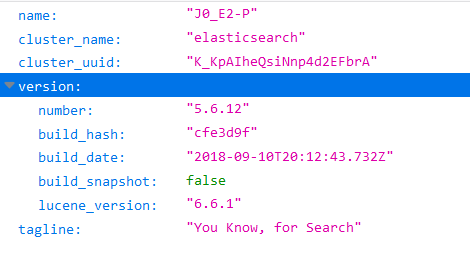 name: "J0_E2-P"
cluster_name: "elasticsearch"
cluster_uuid: "K_KpAIheQsiNnp4d2EFbrA"
version:
number: "5.6.12"
build_hash: "cfe3d9f"
build_date: "2018-09-10T20:12:43.732Z"
build_snapshot: false
lucene_version: "6.6.1"
tagline: "You Know, for Search"